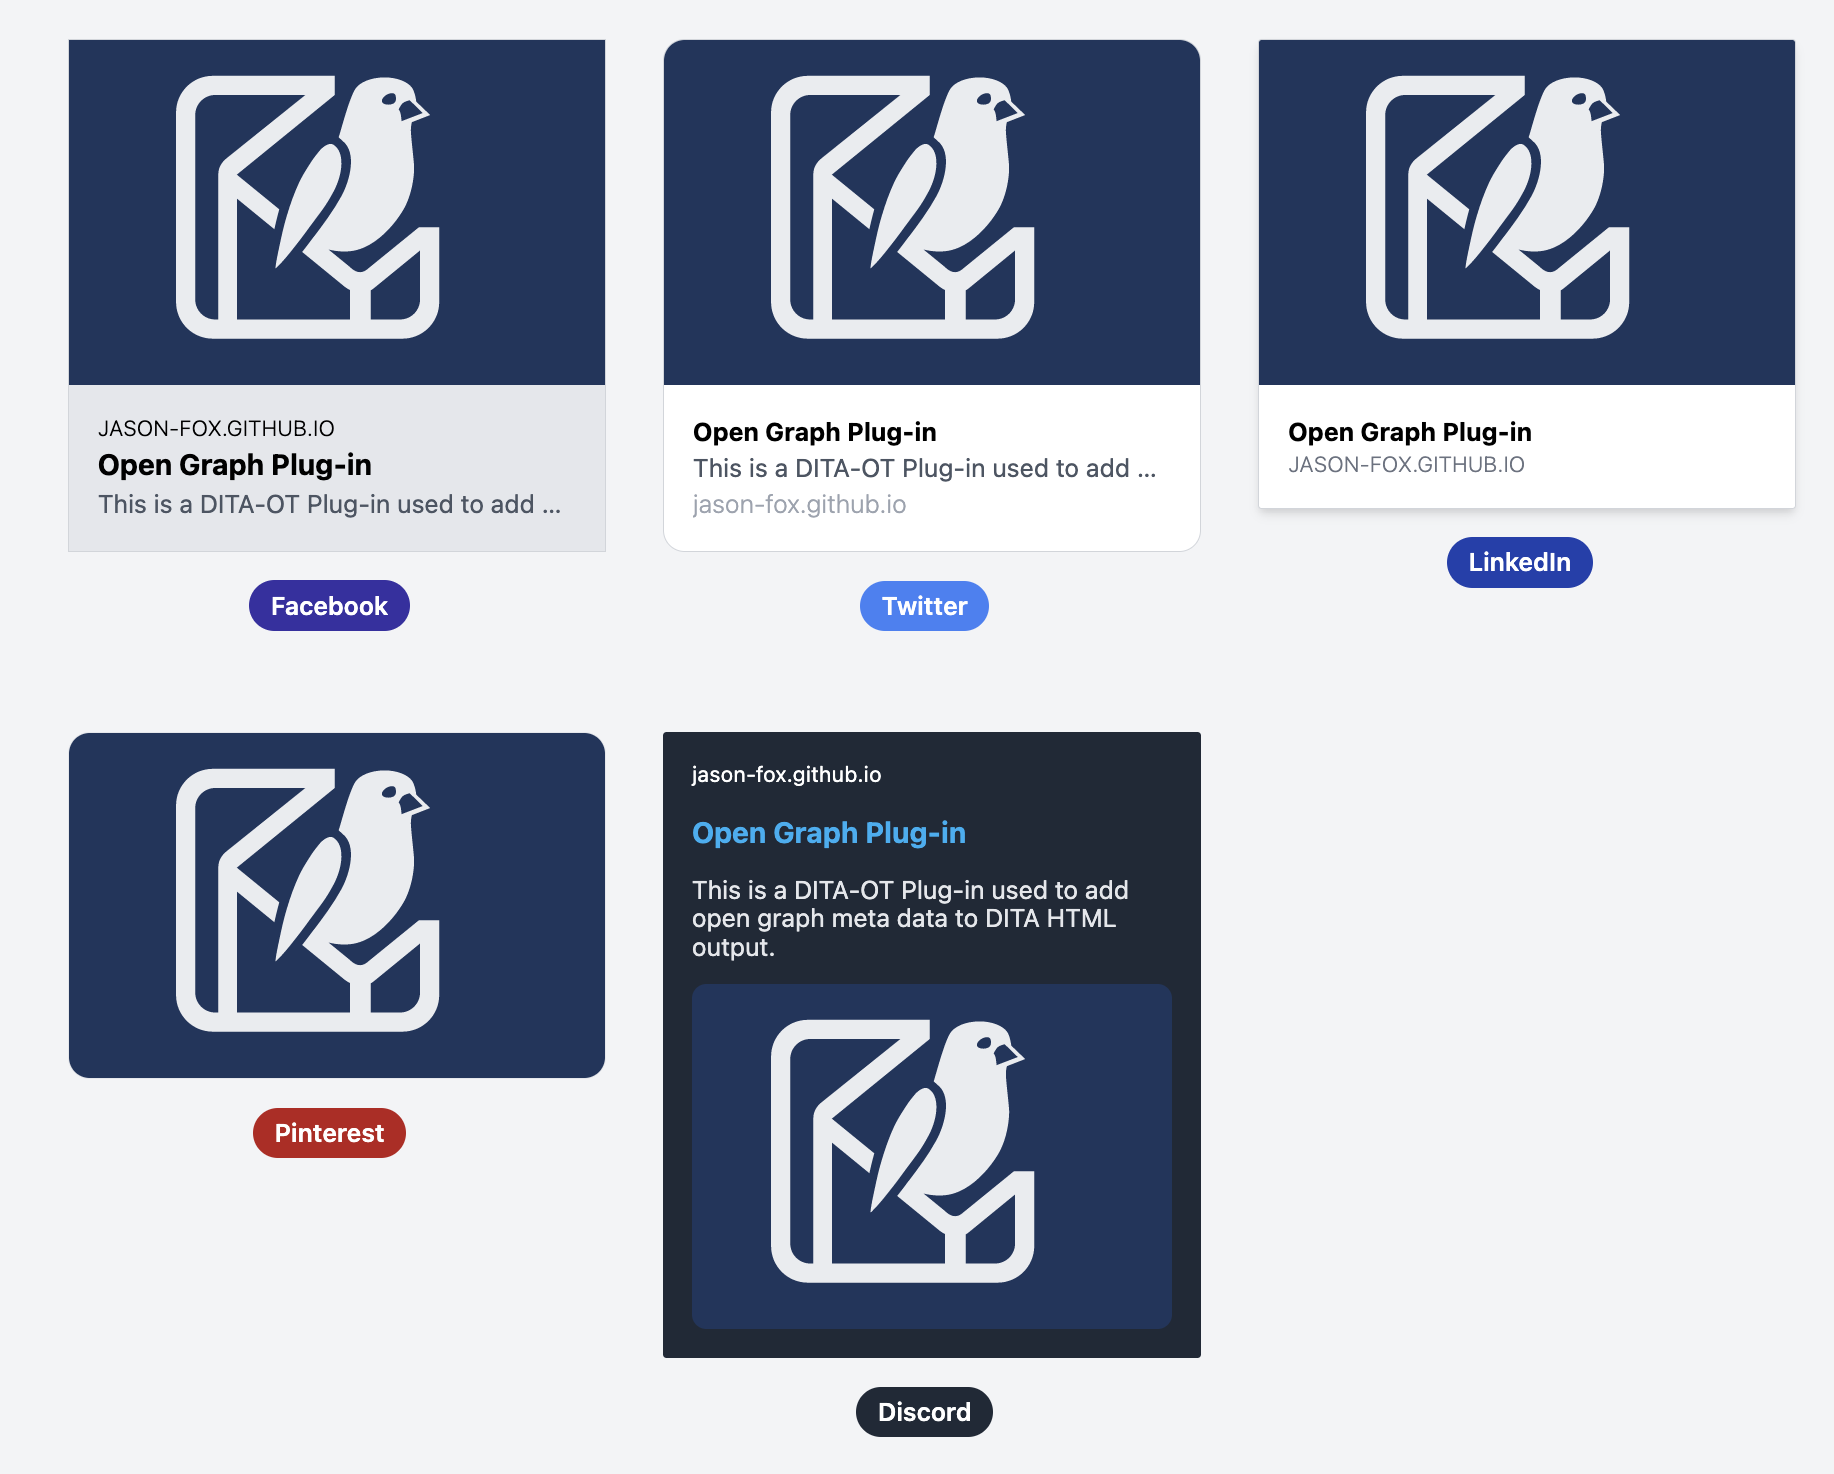 JASON-FOX.GITHUB.IO
Open Graph Plug-in
This is a DITA-OT Plug-in used to add ...
Facebook
Open Graph Plug-in
This is a DITA-OT Plug-in used to add ...
jason-fox.github.io
Twitter
Open Graph Plug-in
JASON-FOX.GITHUB.IO
LinkedIn
Pinterest
jason-fox.github.io
Open Graph Plug-in
This is a DITA-OT Plug-in used to add
open graph meta data to DITA HTML
output.
Discord